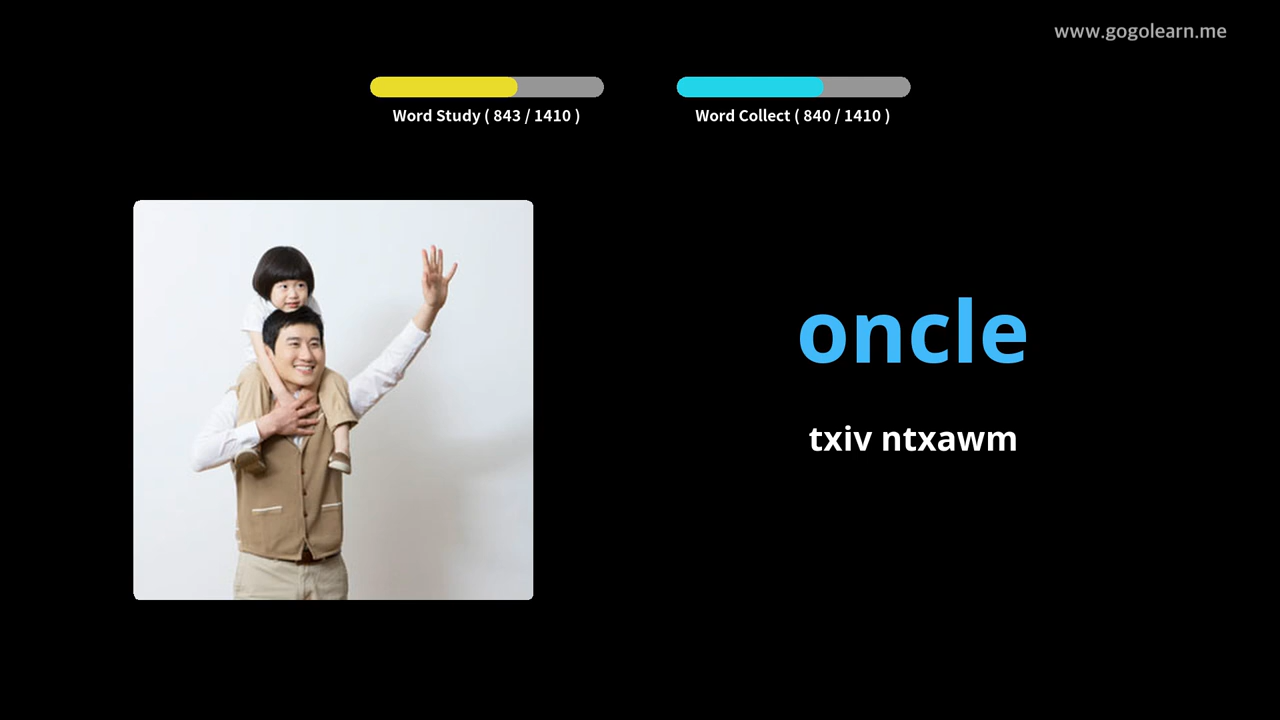 www.gogolearn.me
Word Study ( 843 / 1410 )
Word Collect ( 840 / 1410 )
oncle
txiv ntxawm